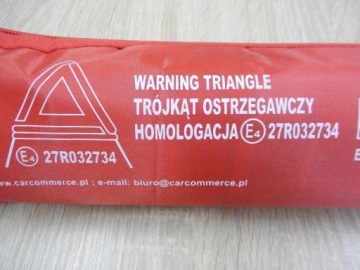 WARNING TRIANGLE
TRÓJKĄT OSTRZEGAWCZY
HOMOLOGACJA E4 27R032734
E4 27R032734
www.carcommerce.pl : e-mail: biuro@carcommerce.pl